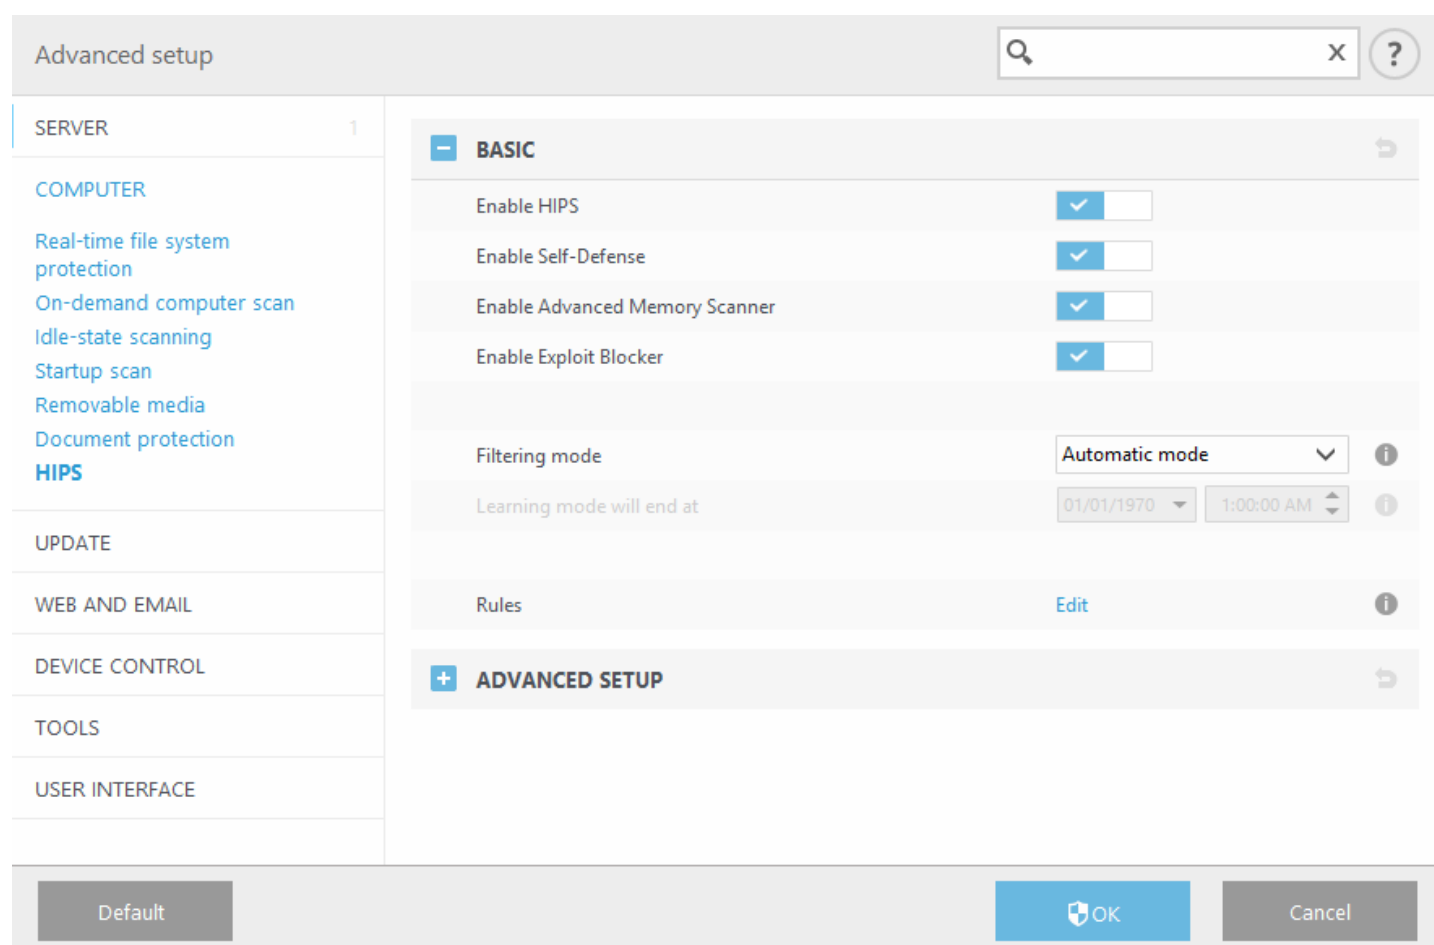 Advanced setup
X
?
SERVER 1
COMPUTER
Real-time file system
protection
On-demand computer scan
Idle-state scanning
Startup scan
Removable media
Document protection
HIPS
UPDATE
WEB AND EMAIL
DEVICE CONTROL
TOOLS
USER INTERFACE
BASIC
Enable HIPS
Enable Self-Defense
Enable Advanced Memory Scanner
Enable Exploit Blocker
Filtering mode Automatic mode
Learning mode will end at 01/01/1970 1:00:00 AM
Rules Edit
ADVANCED SETUP
Default OK Cancel